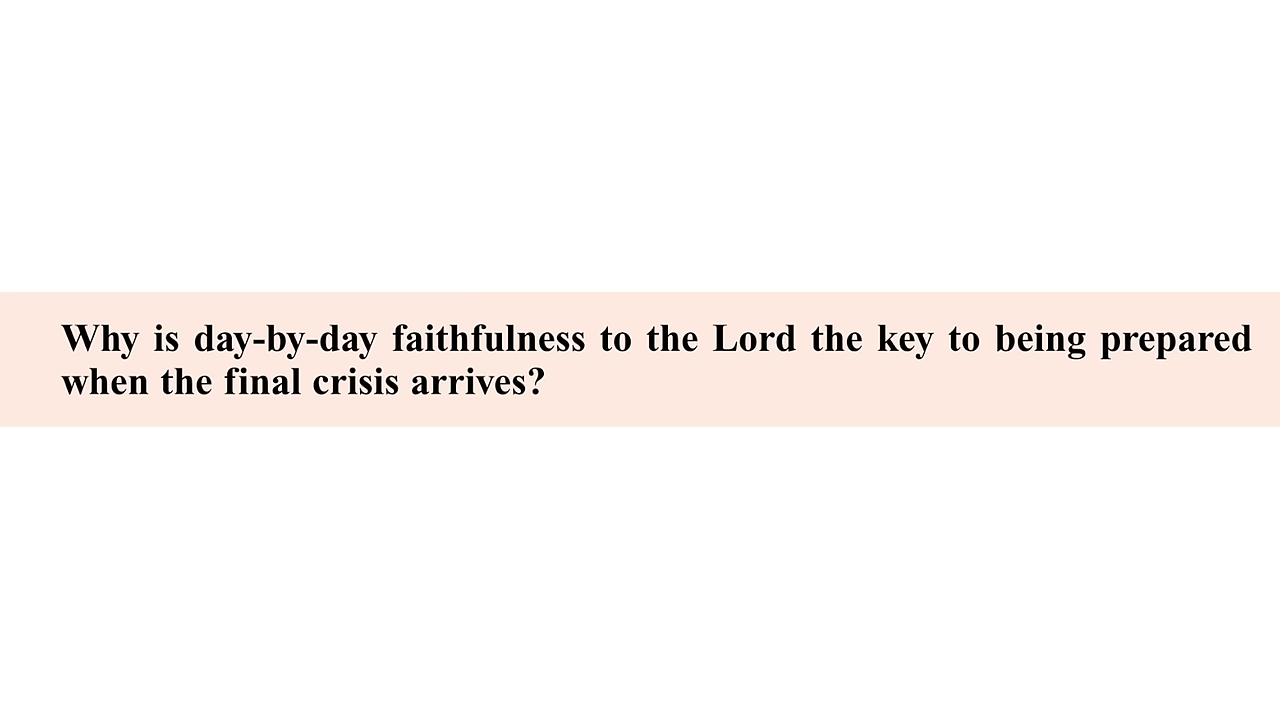 Why is day-by-day faithfulness to the Lord the key to being prepared
when the final crisis arrives?